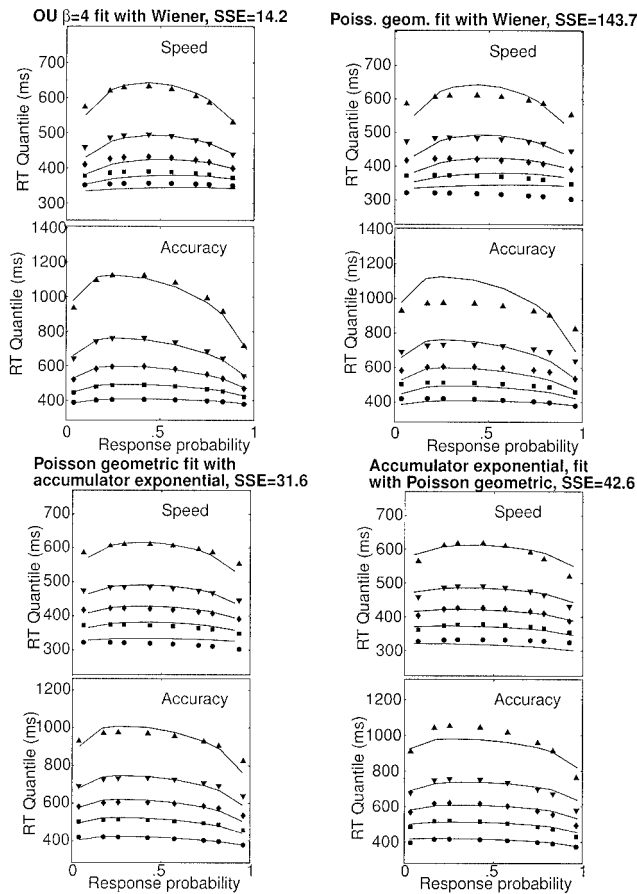 OU β=4 fit with Wiener, SSE=14.2
Speed
RT Quantile (ms)
700
600
500
400
300
Accuracy
RT Quantile (ms)
1400
1200
1000
800
600
400
0 .5 1
Response probability
Poiss. geom. fit with Wiener, SSE=143.7
Speed
RT Quantile (ms)
700
600
500
400
300
Accuracy
RT Quantile (ms)
1400
1200
1000
800
600
400
0 .5 1
Response probability
Poisson geometric fit with
accumulator exponential, SSE=31.6
Speed
RT Quantile (ms)
700
600
500
400
300
Accuracy
RT Quantile (ms)
1200
1000
800
600
400
0 .5 1
Response probability
Accumulator exponential, fit
with Poisson geometric, SSE=42.6
Speed
RT Quantile (ms)
700
600
500
400
300
Accuracy
RT Quantile (ms)
1200
1000
800
600
400
0 .5 1
Response probability